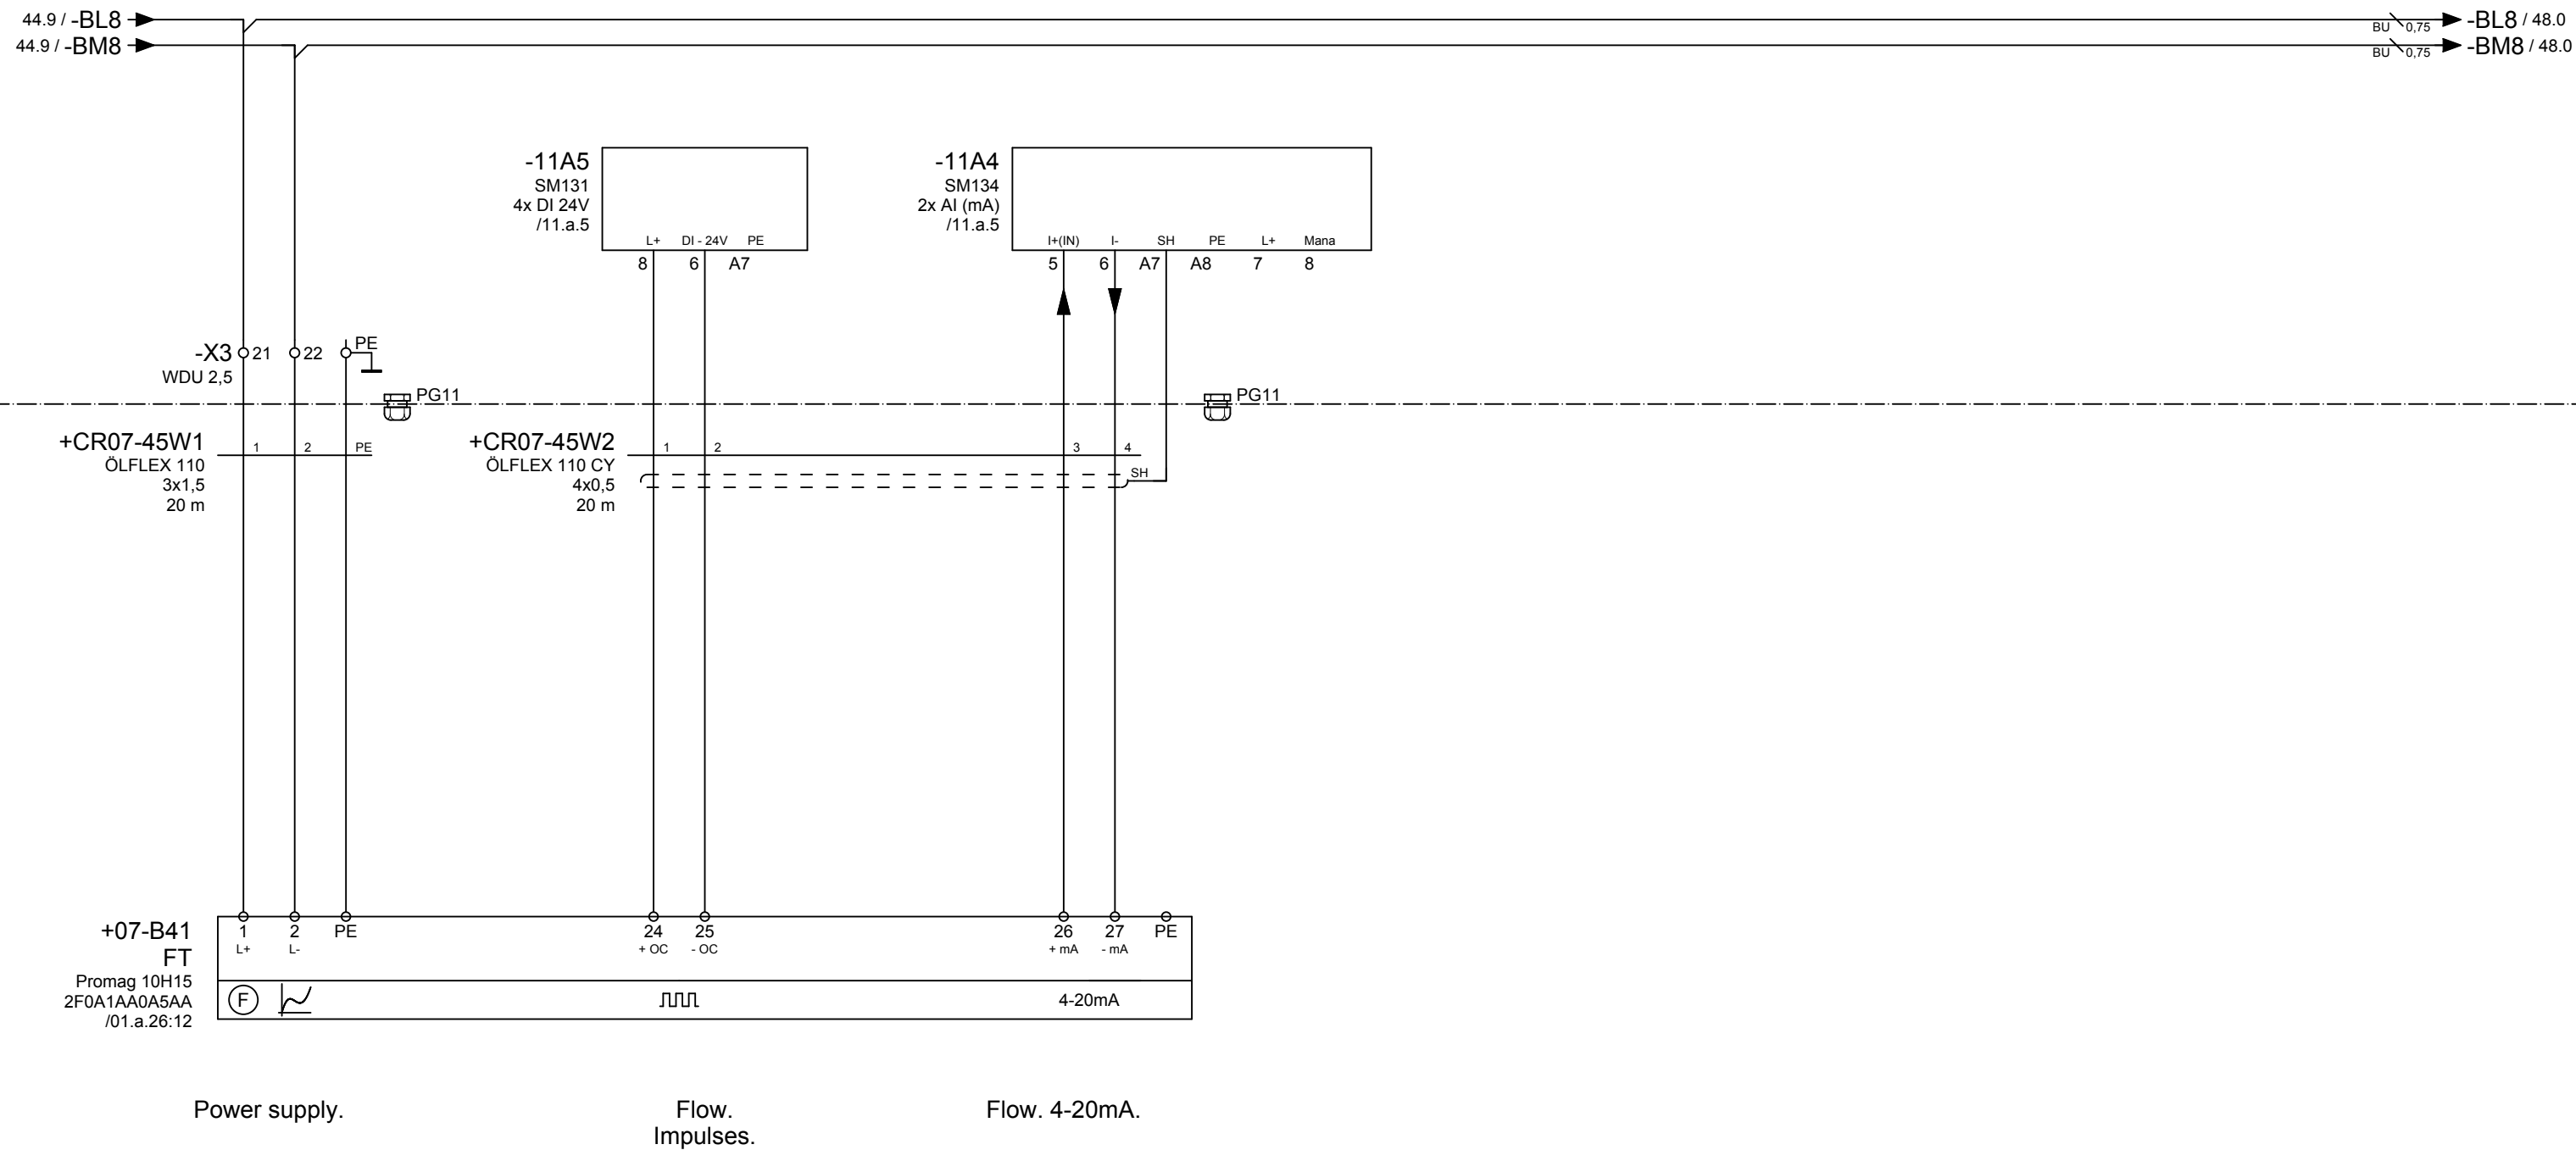 44.9 / -BL8
BU 0,75
-BL8 / 48.0
44.9 / -BM8
BU 0,75
-BM8 / 48.0
-11A5
SM131
4x DI 24V
/11.a.5
L+ DI - 24V PE
8 6 A7
-11A4
SM134
2x AI (mA)
/11.a.5
I+(IN) I- SH PE L+ Mana
5 6 A7 A8 7 8
-X3 21 22 PE
WDU 2,5
PG11
PG11
+CR07-45W1
ÖLFLEX 110
3x1,5
20 m
1 2 PE
+CR07-45W2
ÖLFLEX 110 CY
4x0,5
20 m
1 2 3 4
SH
+07-B41
FT
Promag 10H15
2F0A1AA0A5AA
/01.a.26:12
1 2 PE 24 25 26 27 PE
L+ L- + OC - OC + mA - mA
F 4-20mA
Power supply.
Flow.
Impulses.
Flow. 4-20mA.